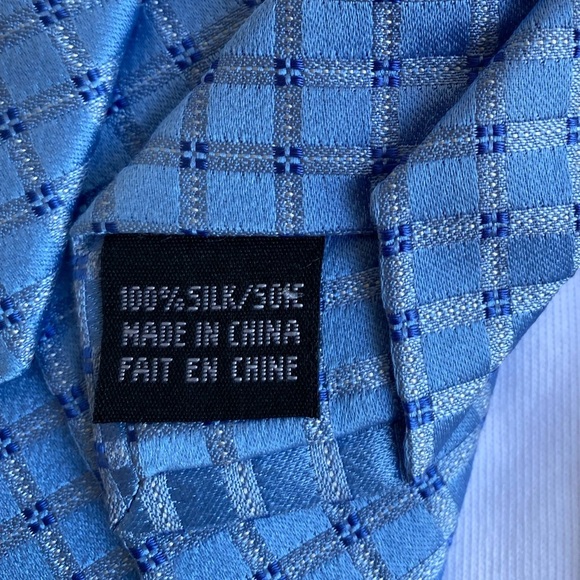 100% SILK/SOIE
MADE IN CHINA
FAIT EN CHINE